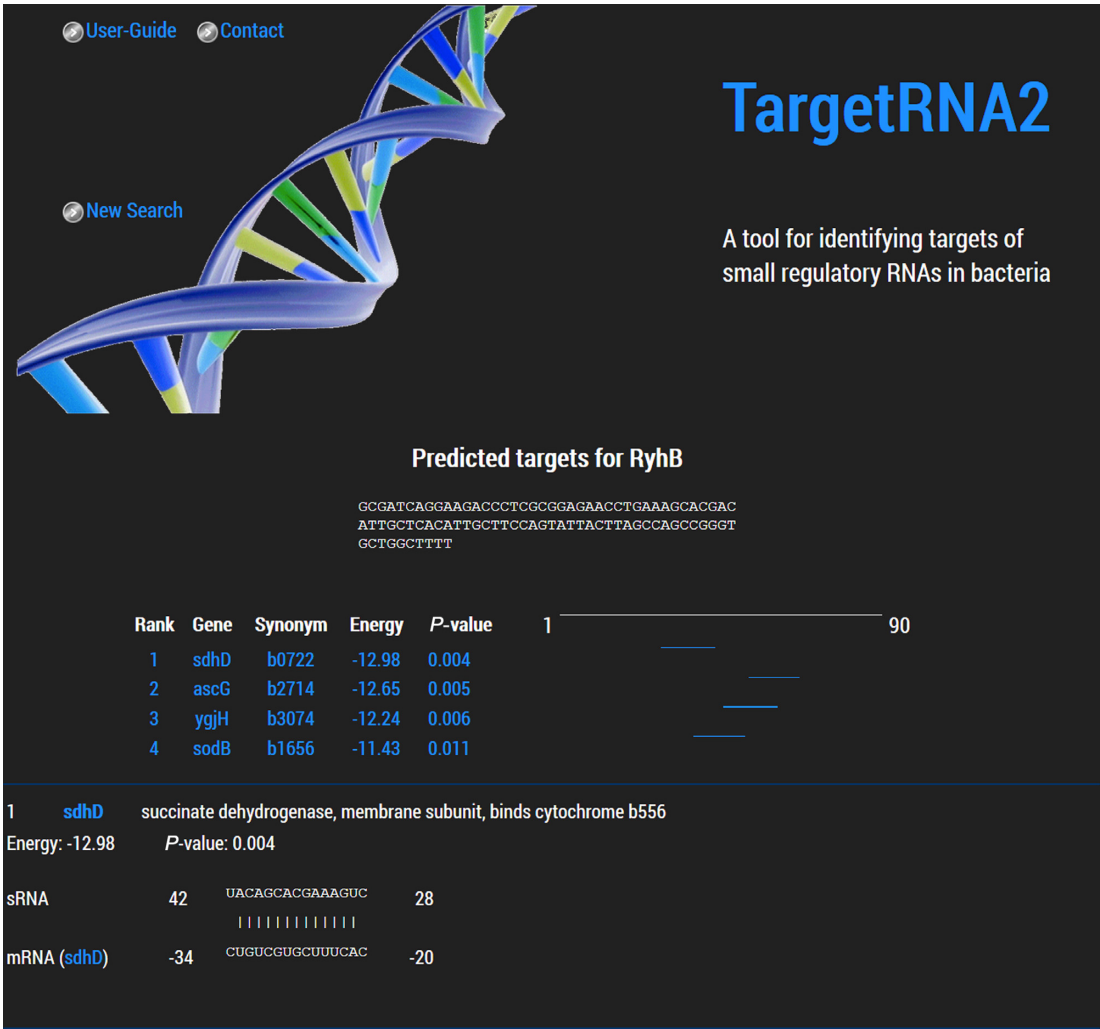 User-Guide Contact
TargetRNA2
New Search
A tool for identifying targets of
small regulatory RNAs in bacteria
Predicted targets for RyhB
GCGATCAGGAAGACCCTCGCGGAGAACCTGAAAGCACGAC
ATTGCTCACATTGCTTCCAGTATTACTTAGCCAGCCGGGT
GCTGGCTTTT
Rank Gene Synonym Energy P-value 1 90
1 sdhD b0722 -12.98 0.004
2 ascG b2714 -12.65 0.005
3 ygjH b3074 -12.24 0.006
4 sodB b1656 -11.43 0.011
1 sdhD succinate dehydrogenase, membrane subunit, binds cytochrome b556
Energy: -12.98 P-value: 0.004
sRNA 42 UACAGCACGAAAGUC 28
| | | | | | | | | | | | |
mRNA (sdhD) -34 CUGUCGUGCUUUCAC -20